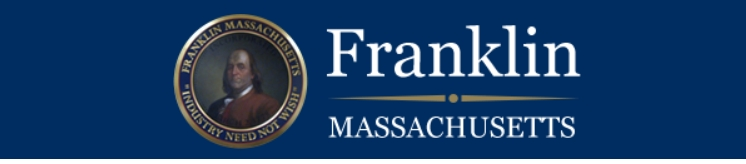 FRANKLIN MASSACHUSETTS
"INDUSTRY NEED NOT WISH"
Franklin
MASSACHUSETTS